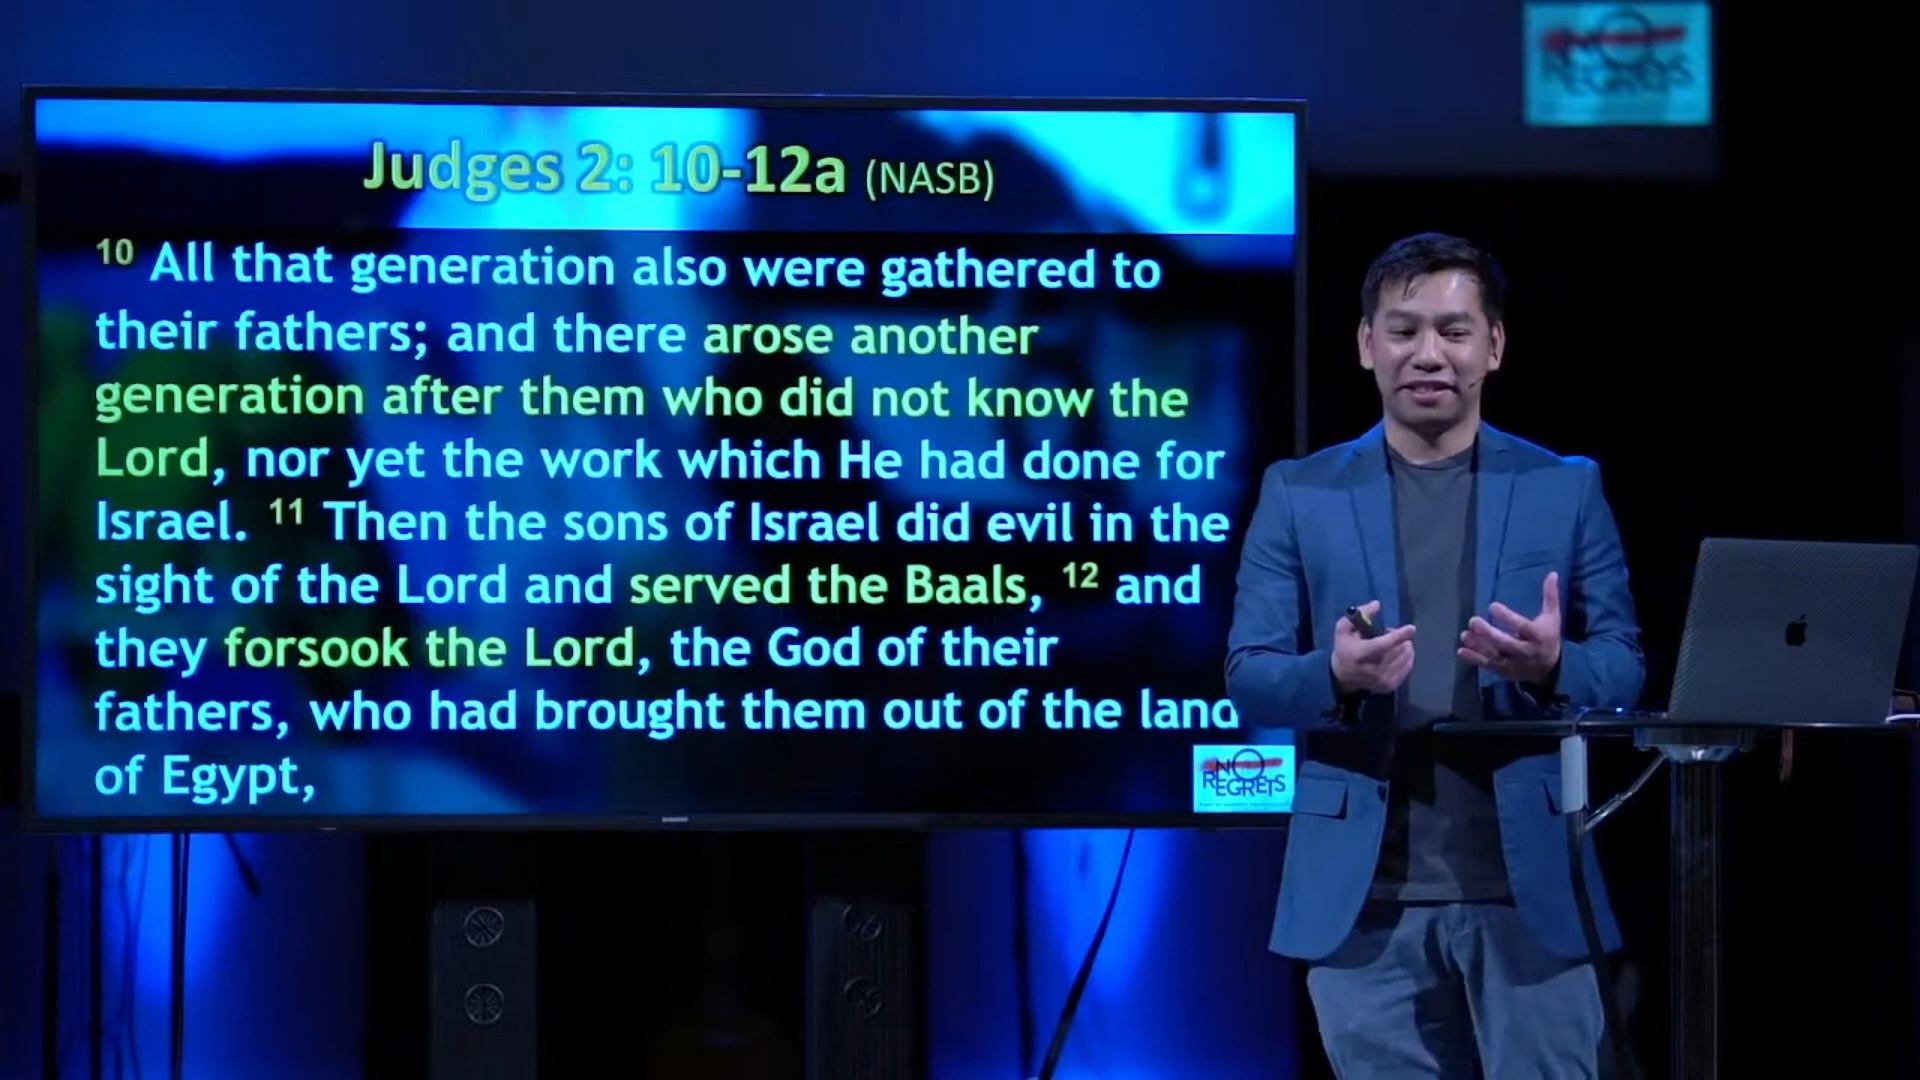 NO
REGRETS
Judges 2: 10-12a (NASB)
10 All that generation also were gathered to
their fathers; and there arose another
generation after them who did not know the
Lord, nor yet the work which He had done for
Israel. 11 Then the sons of Israel did evil in the
sight of the Lord and served the Baals, 12 and
they forsook the Lord, the God of their
fathers, who had brought them out of the land
of Egypt,
NO
REGRETS